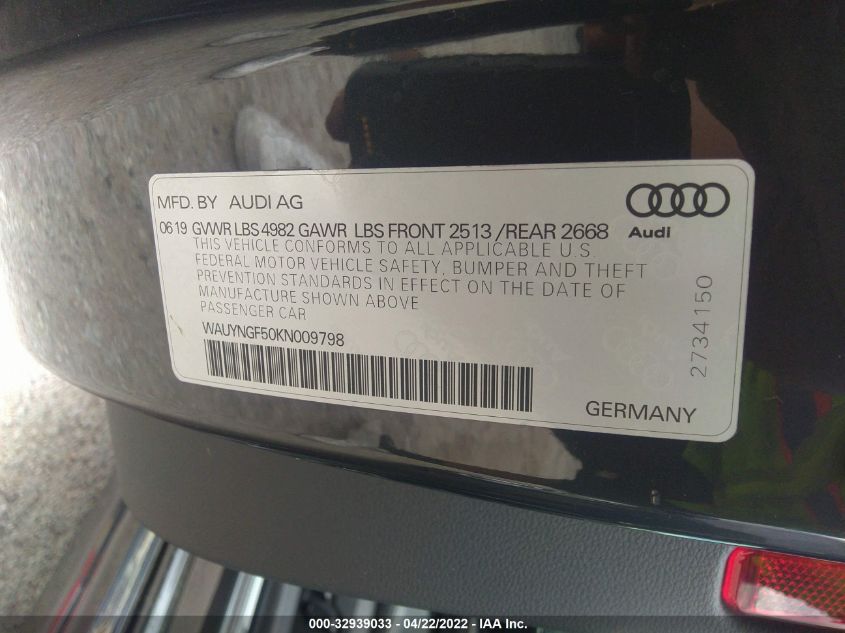 MFD. BY AUDI AG
06 19 GVWR LBS 4982 GAWR LBS FRONT 2513 /REAR 2668
Audi
THIS VEHICLE CONFORMS TO ALL APPLICABLE U.S.
FEDERAL MOTOR VEHICLE SAFETY, BUMPER AND THEFT
PREVENTION STANDARDS IN EFFECT ON THE DATE OF
MANUFACTURE SHOWN ABOVE
PASSENGER CAR
WAUYNGF50KN009798
2734150
GERMANY
000-32939033 - 04/22/2022 - IAA Inc.